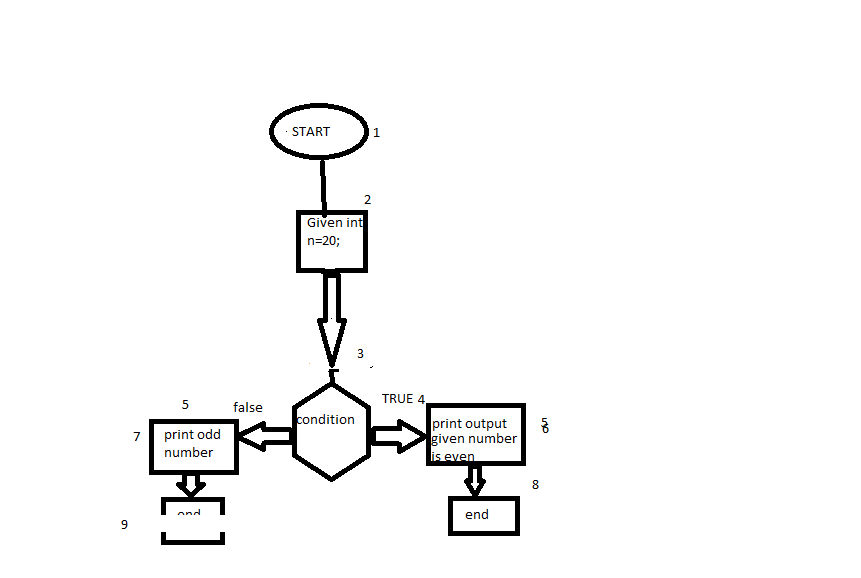 START
1
2
Given int
n=20;
3
TRUE 4
5
false
condition
print output
5
6
7
print odd
number
given number
is even
8
end
end
9